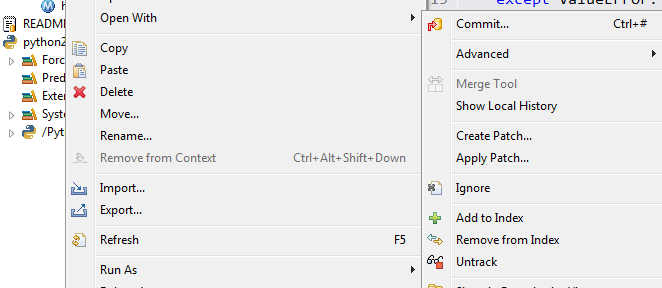 15 except ValueError:
Open With
README
python2
Forc
Pred
Exter
Syste
/Pyt
Copy
Paste
Delete
Move...
Rename...
Remove from Context Ctrl+Alt+Shift+Down
Import...
Export...
Refresh F5
Run As
Commit... Ctrl+#
Advanced
Merge Tool
Show Local History
Create Patch...
Apply Patch...
Ignore
Add to Index
Remove from Index
Untrack